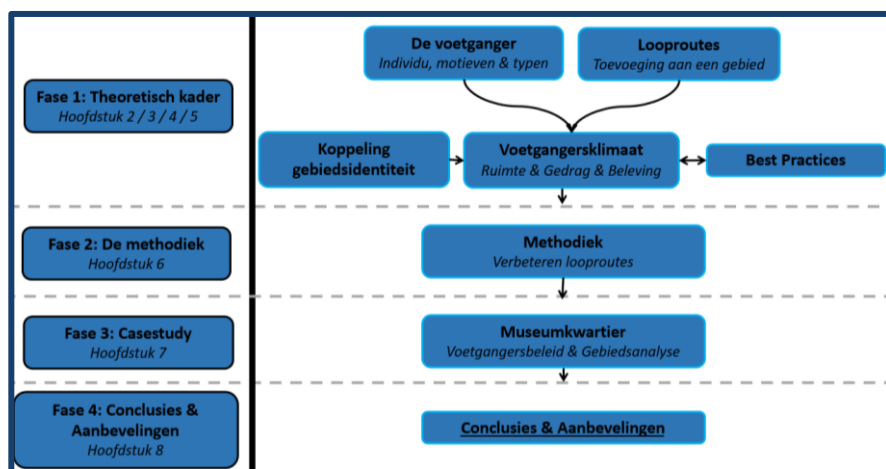 De voetganger
Individu, motieven & typen
Looproutes
Toevoeging aan een gebied
Fase 1: Theoretisch kader
Hoofdstuk 2 / 3 / 4 / 5
Koppeling
gebiedsidentiteit
Voetgangersklimaat
Ruimte & Gedrag & Beleving
Best Practices
Fase 2: De methodiek
Hoofdstuk 6
Methodiek
Verbeteren looproutes
Fase 3: Casestudy
Hoofdstuk 7
Museumkwartier
Voetgangersbeleid & Gebiedsanalyse
Fase 4: Conclusies &
Aanbevelingen
Hoofdstuk 8
Conclusies & Aanbevelingen